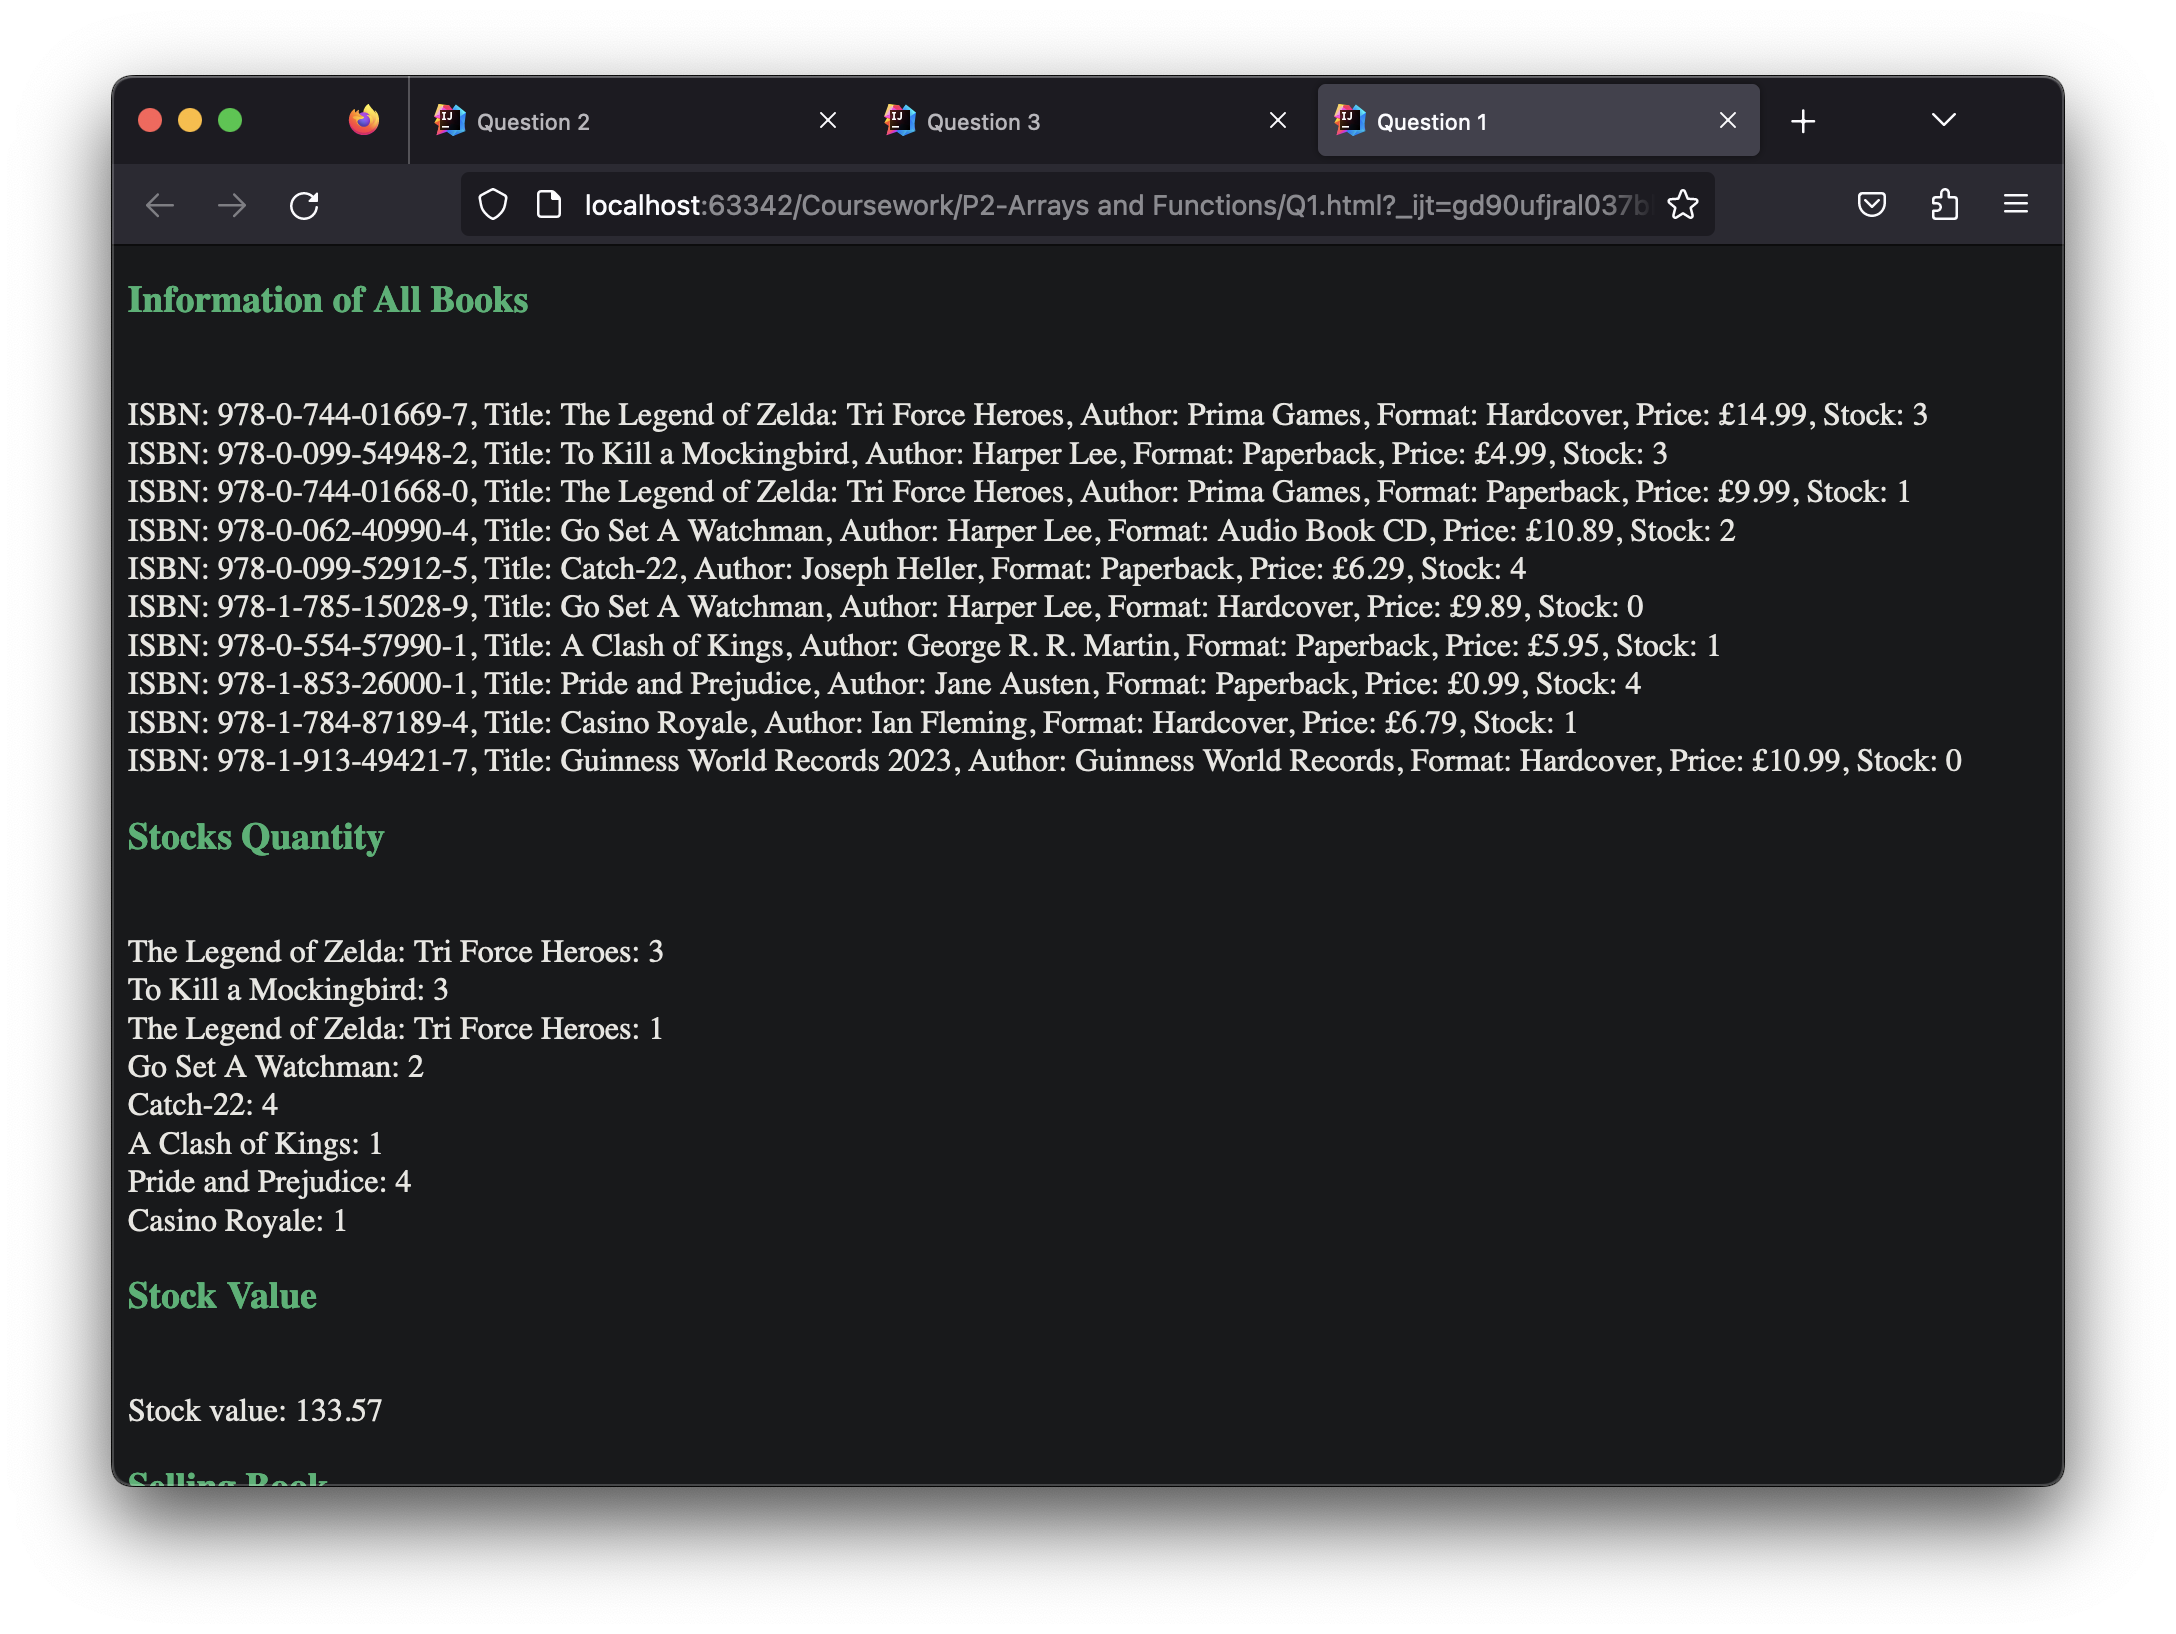 Question 2
Question 3
Question 1
localhost:63342/Coursework/P2-Arrays and Functions/Q1.html?_ijt=gd90ufjral037b
Information of All Books
ISBN: 978-0-744-01669-7, Title: The Legend of Zelda: Tri Force Heroes, Author: Prima Games, Format: Hardcover, Price: £14.99, Stock: 3
ISBN: 978-0-099-54948-2, Title: To Kill a Mockingbird, Author: Harper Lee, Format: Paperback, Price: £4.99, Stock: 3
ISBN: 978-0-744-01668-0, Title: The Legend of Zelda: Tri Force Heroes, Author: Prima Games, Format: Paperback, Price: £9.99, Stock: 1
ISBN: 978-0-062-40990-4, Title: Go Set A Watchman, Author: Harper Lee, Format: Audio Book CD, Price: £10.89, Stock: 2
ISBN: 978-0-099-52912-5, Title: Catch-22, Author: Joseph Heller, Format: Paperback, Price: £6.29, Stock: 4
ISBN: 978-1-785-15028-9, Title: Go Set A Watchman, Author: Harper Lee, Format: Hardcover, Price: £9.89, Stock: 0
ISBN: 978-0-554-57990-1, Title: A Clash of Kings, Author: George R. R. Martin, Format: Paperback, Price: £5.95, Stock: 1
ISBN: 978-1-853-26000-1, Title: Pride and Prejudice, Author: Jane Austen, Format: Paperback, Price: £0.99, Stock: 4
ISBN: 978-1-784-87189-4, Title: Casino Royale, Author: Ian Fleming, Format: Hardcover, Price: £6.79, Stock: 1
ISBN: 978-1-913-49421-7, Title: Guinness World Records 2023, Author: Guinness World Records, Format: Hardcover, Price: £10.99, Stock: 0
Stocks Quantity
The Legend of Zelda: Tri Force Heroes: 3
To Kill a Mockingbird: 3
The Legend of Zelda: Tri Force Heroes: 1
Go Set A Watchman: 2
Catch-22: 4
A Clash of Kings: 1
Pride and Prejudice: 4
Casino Royale: 1
Stock Value
Stock value: 133.57
Selling Book